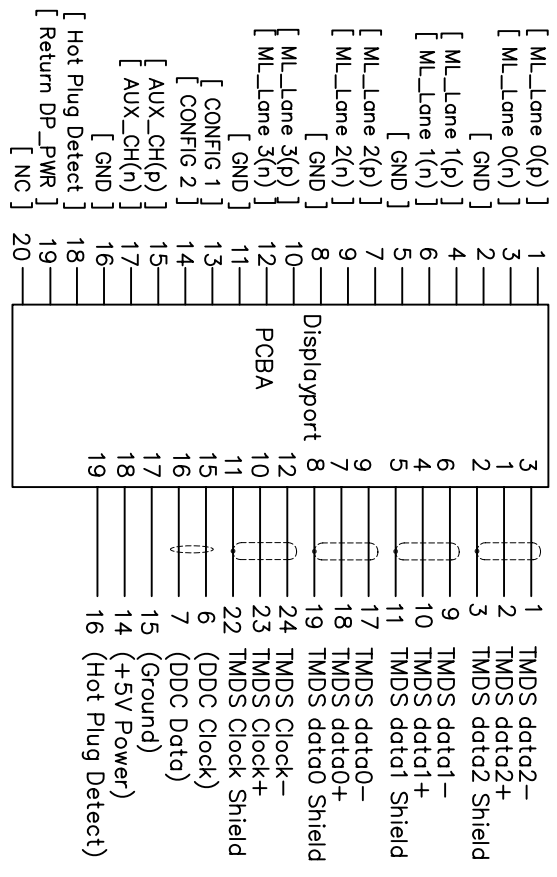 [ ML_Lane 0(p) ] 1 3 1 TMDS data2-
[ ML_Lane 0(n) ] 3 1 2 TMDS data2+
[ GND ] 2 2 3 TMDS data2 Shield
[ ML_Lane 1(p) ] 4 6 9 TMDS data1-
[ ML_Lane 1(n) ] 6 4 10 TMDS data1+
[ GND ] 5 5 11 TMDS data1 Shield
[ ML_Lane 2(p) ] 7 9 17 TMDS data0-
[ ML_Lane 2(n) ] 9 7 18 TMDS data0+
[ GND ] 8 Displayport 8 19 TMDS data0 Shield
[ ML_Lane 3(p) ] 10 12 24 TMDS Clock-
[ ML_Lane 3(n) ] 12 PCBA 10 23 TMDS Clock+
[ GND ] 11 11 22 TMDS Clock Shield
[ CONFIG 1 ] 13 15 6 (DDC Clock)
[ CONFIG 2 ] 14 16 7 (DDC Data)
[ AUX_CH(p) ] 15 17 15 (Ground)
[ AUX_CH(n) ] 17 18 14 (+5V Power)
[ GND ] 16 19 16 (Hot Plug Detect)
[ Hot Plug Detect ] 18
[ Return DP_PWR ] 19
[ NC ] 20